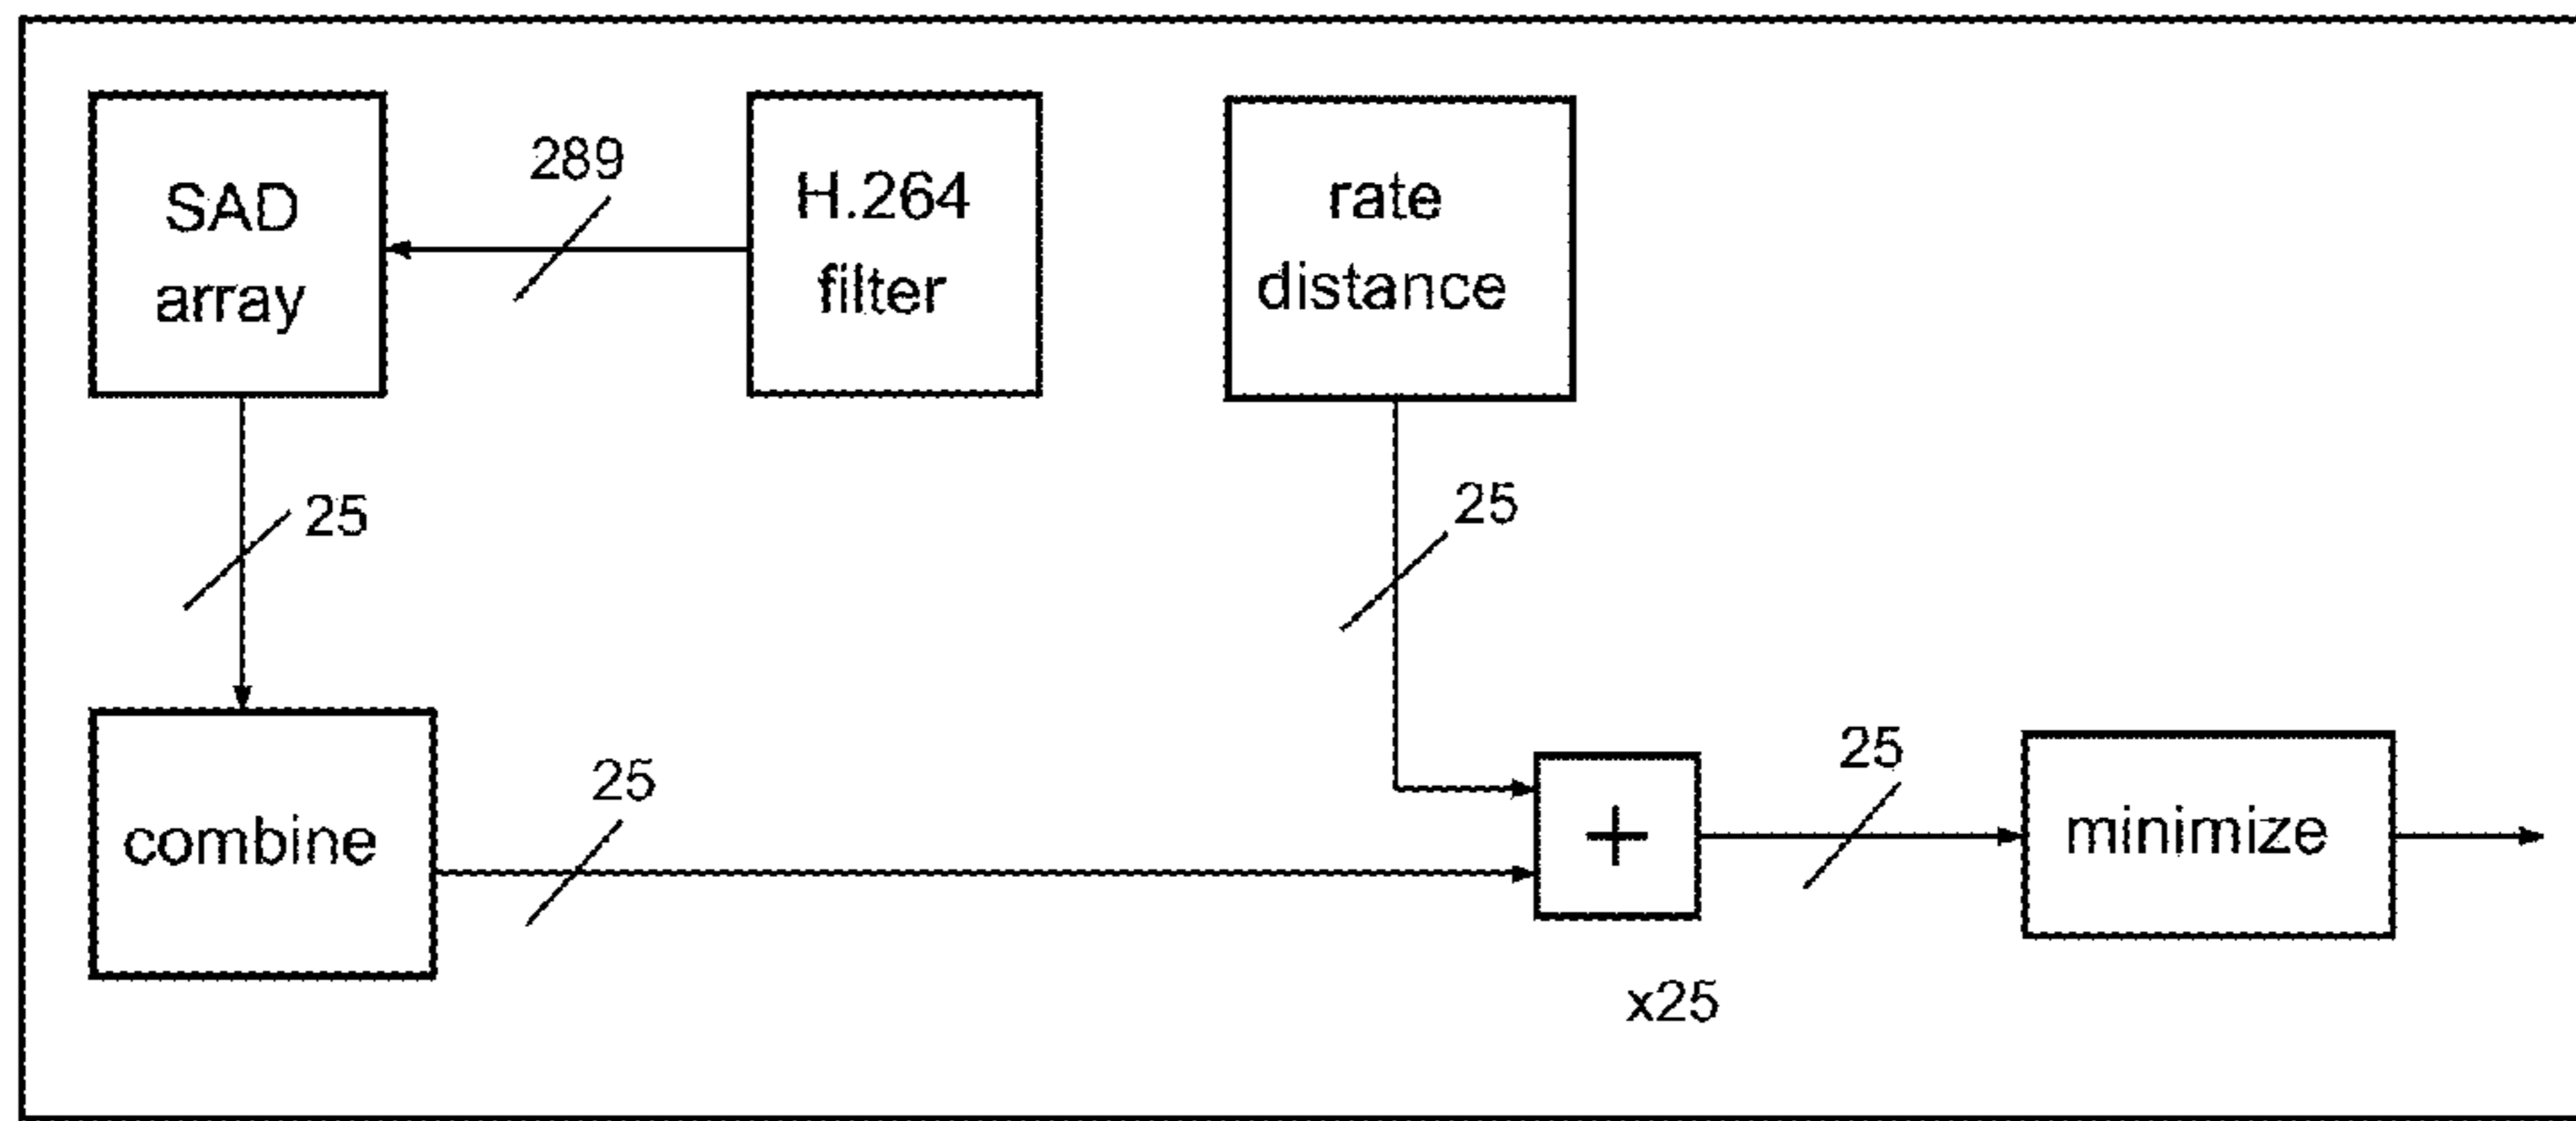 SAD
array
289
H.264
filter
rate
distance
25
25
combine
25
+
x25
25
minimize